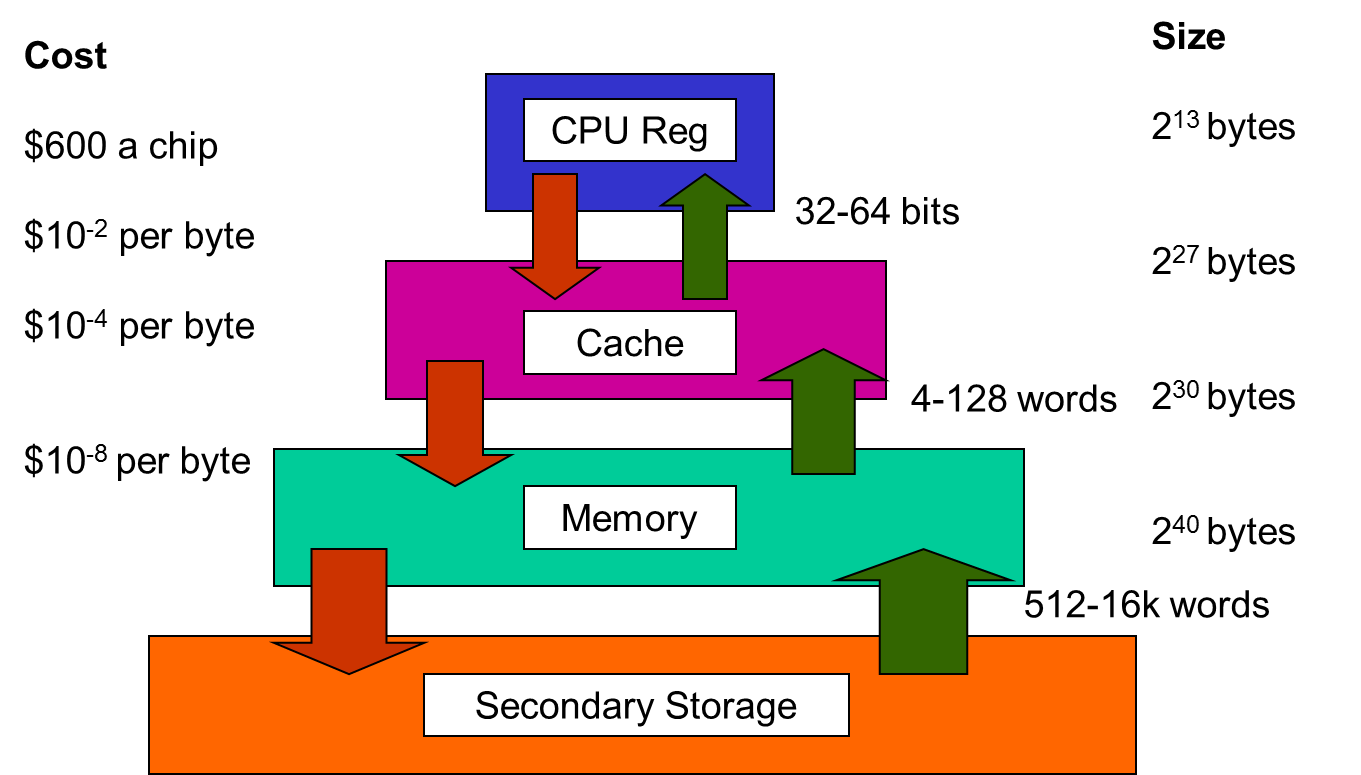 Cost
$600 a chip
$10⁻² per byte
$10⁻⁴ per byte
$10⁻⁸ per byte
CPU Reg
32-64 bits
Cache
4-128 words
Memory
512-16k words
Secondary Storage
Size
2¹³ bytes
2²⁷ bytes
2³⁰ bytes
2⁴⁰ bytes